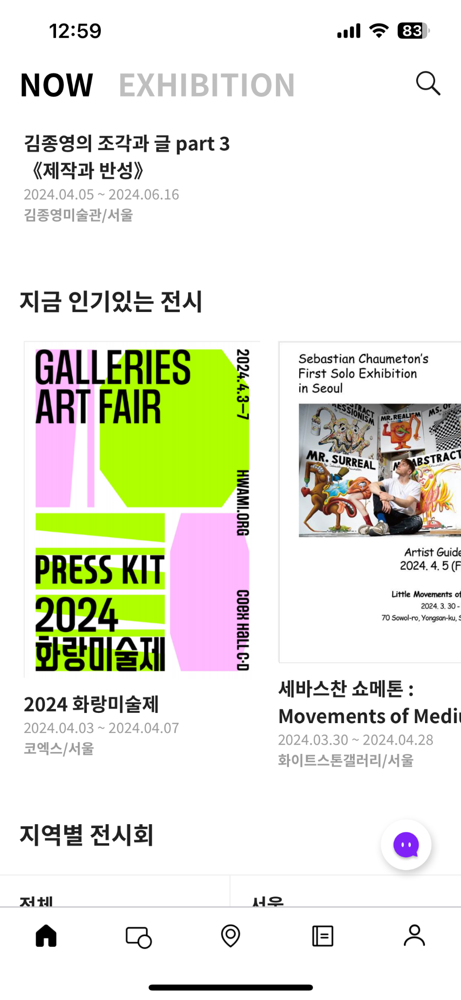 12:59
83
NOW EXHIBITION
김종영의 조각과 글 part 3
《제작과 반성》
2024.04.05 ~ 2024.06.16
김종영미술관/서울
지금 인기있는 전시
GALLERIES
ART FAIR
2024.4.3—7
HWAMI.ORG
COEX HALL C·D
PRESS KIT
2024
화랑미술제
2024 화랑미술제
2024.04.03 ~ 2024.04.07
코엑스/서울
Sebastian Chaumeton's
First Solo Exhibition
in Seoul
MR. REALISM
MS. OF
MR. SURREAL
ABSTRACT
Artist Guide
2024. 4. 5 (F
Little Movements of
2024. 3. 30 -
70 Sowol-ro, Yongsan-ku, S
세바스찬 쇼메톤 :
Movements of Mediu
2024.03.30 ~ 2024.04.28
화이트스톤갤러리/서울
지역별 전시회
전체
서울